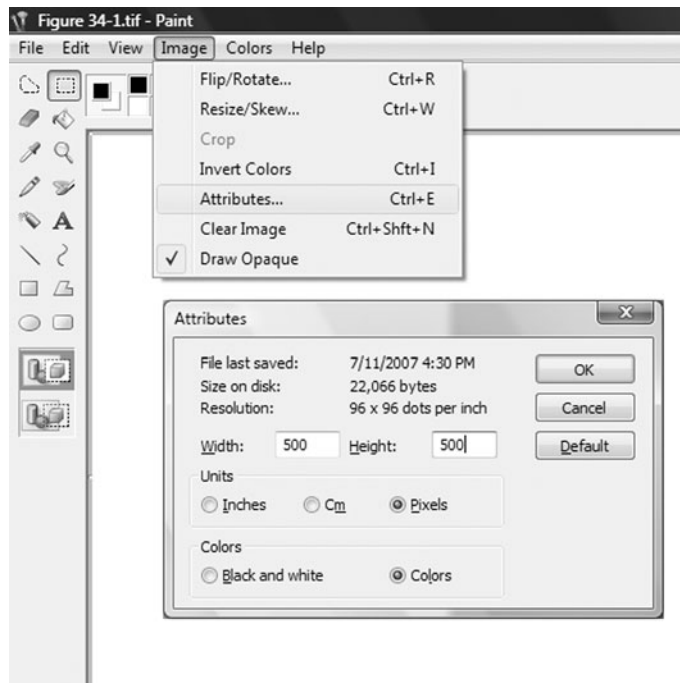 Figure 34-1.tif - Paint
File Edit View Image Colors Help
Flip/Rotate... Ctrl+R
Resize/Skew... Ctrl+W
Crop
Invert Colors Ctrl+I
Attributes... Ctrl+E
Clear Image Ctrl+Shft+N
Draw Opaque
A
Attributes
File last saved: 7/11/2007 4:30 PM
Size on disk: 22,066 bytes
Resolution: 96 x 96 dots per inch
Width: 500 Height: 500
Units
Inches Cm Pixels
Colors
Black and white Colors
OK
Cancel
Default